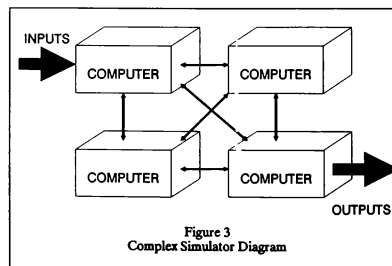 INPUTS
COMPUTER
COMPUTER
COMPUTER
COMPUTER
OUTPUTS
Figure 3
Complex Simulator Diagram